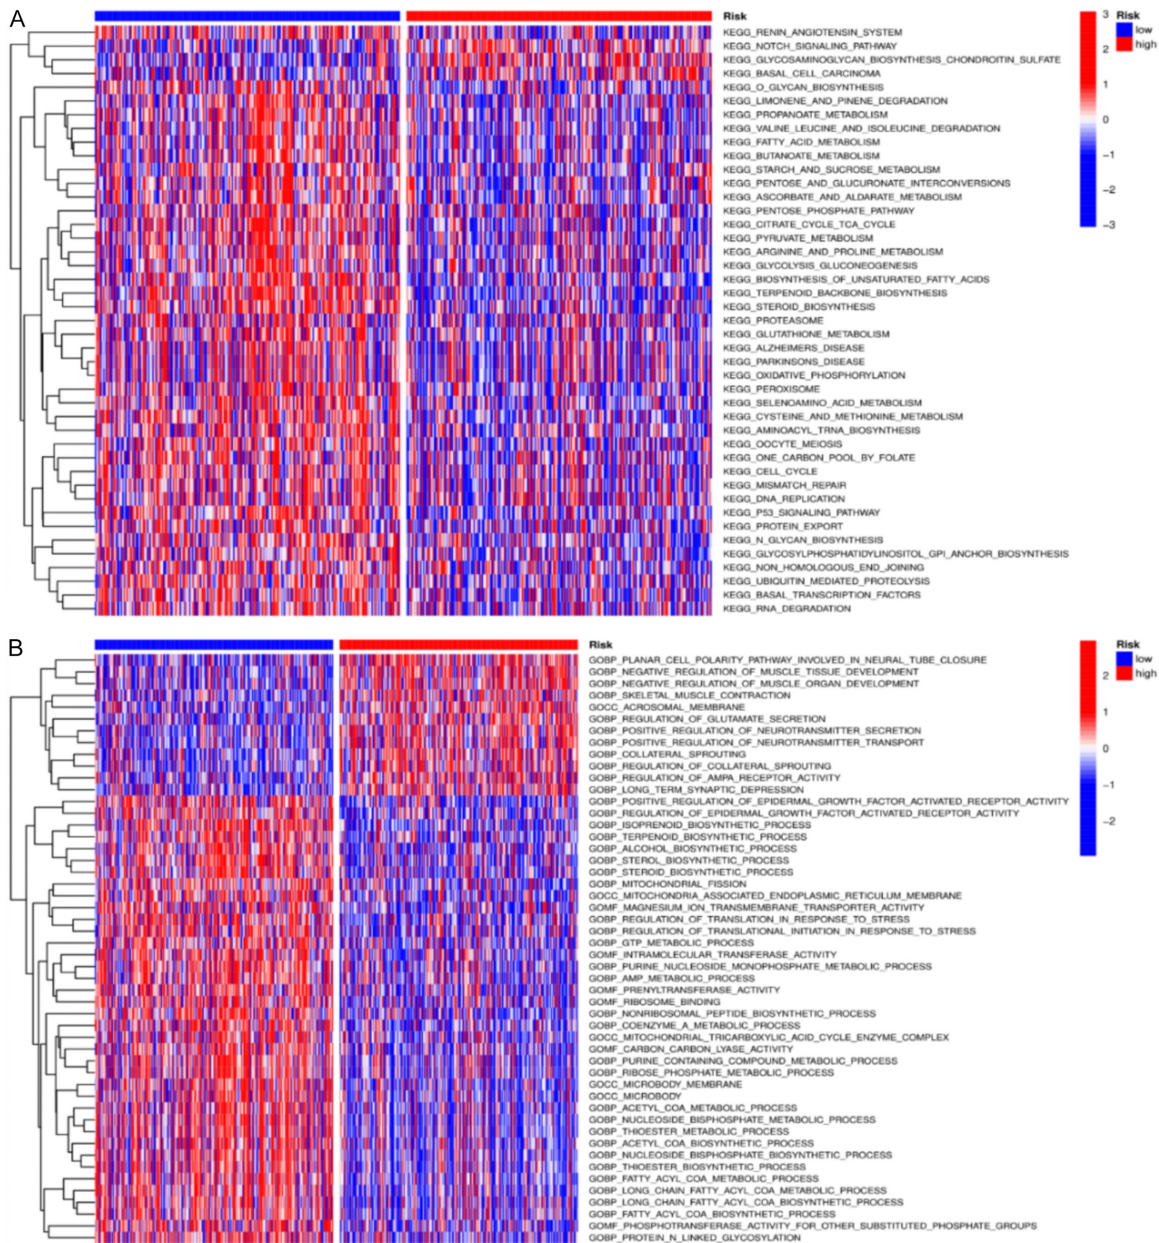 A
Risk
KEGG_RENIN_ANGIOTENSIN_SYSTEM
KEGG_NOTCH_SIGNALING_PATHWAY
KEGG_GLYCOSAMINOGLYCAN_BIOSYNTHESIS_CHONDROITIN_SULFATE
KEGG_BASAL_CELL_CARCINOMA
KEGG_O_GLYCAN_BIOSYNTHESIS
KEGG_LIMONENE_AND_PINENE_DEGRADATION
KEGG_PROPANOATE_METABOLISM
KEGG_VALINE_LEUCINE_AND_ISOLEUCINE_DEGRADATION
KEGG_FATTY_ACID_METABOLISM
KEGG_BUTANOATE_METABOLISM
KEGG_STARCH_AND_SUCROSE_METABOLISM
KEGG_PENTOSE_AND_GLUCURONATE_INTERCONVERSIONS
KEGG_ASCORBATE_AND_ALDARATE_METABOLISM
KEGG_PENTOSE_PHOSPHATE_PATHWAY
KEGG_CITRATE_CYCLE_TCA_CYCLE
KEGG_PYRUVATE_METABOLISM
KEGG_ARGININE_AND_PROLINE_METABOLISM
KEGG_GLYCOLYSIS_GLUCONEOGENESIS
KEGG_BIOSYNTHESIS_OF_UNSATURATED_FATTY_ACIDS
KEGG_TERPENOID_BACKBONE_BIOSYNTHESIS
KEGG_STEROID_BIOSYNTHESIS
KEGG_PROTEASOME
KEGG_GLUTATHIONE_METABOLISM
KEGG_ALZHEIMERS_DISEASE
KEGG_PARKINSONS_DISEASE
KEGG_OXIDATIVE_PHOSPHORYLATION
KEGG_PEROXISOME
KEGG_SELENOAMINO_ACID_METABOLISM
KEGG_CYSTEINE_AND_METHIONINE_METABOLISM
KEGG_AMINOACYL_TRNA_BIOSYNTHESIS
KEGG_OOCYTE_MEIOSIS
KEGG_ONE_CARBON_POOL_BY_FOLATE
KEGG_CELL_CYCLE
KEGG_MISMATCH_REPAIR
KEGG_DNA_REPLICATION
KEGG_P53_SIGNALING_PATHWAY
KEGG_PROTEIN_EXPORT
KEGG_N_GLYCAN_BIOSYNTHESIS
KEGG_GLYCOSYLPHOSPHATIDYLINOSITOL_GPI_ANCHOR_BIOSYNTHESIS
KEGG_NON_HOMOLOGOUS_END_JOINING
KEGG_UBIQUITIN_MEDIATED_PROTEOLYSIS
KEGG_BASAL_TRANSCRIPTION_FACTORS
KEGG_RNA_DEGRADATION
3
2
1
0
−1
−2
−3
Risk
low
high
B
Risk
GOBP_PLANAR_CELL_POLARITY_PATHWAY_INVOLVED_IN_NEURAL_TUBE_CLOSURE
GOBP_NEGATIVE_REGULATION_OF_MUSCLE_TISSUE_DEVELOPMENT
GOBP_NEGATIVE_REGULATION_OF_MUSCLE_ORGAN_DEVELOPMENT
GOBP_SKELETAL_MUSCLE_CONTRACTION
GOCC_ACROSOMAL_MEMBRANE
GOBP_REGULATION_OF_GLUTAMATE_SECRETION
GOBP_POSITIVE_REGULATION_OF_NEUROTRANSMITTER_SECRETION
GOBP_POSITIVE_REGULATION_OF_NEUROTRANSMITTER_TRANSPORT
GOBP_COLLATERAL_SPROUTING
GOBP_REGULATION_OF_COLLATERAL_SPROUTING
GOBP_REGULATION_OF_AMPA_RECEPTOR_ACTIVITY
GOBP_LONG_TERM_SYNAPTIC_DEPRESSION
GOBP_POSITIVE_REGULATION_OF_EPIDERMAL_GROWTH_FACTOR_ACTIVATED_RECEPTOR_ACTIVITY
GOBP_REGULATION_OF_EPIDERMAL_GROWTH_FACTOR_ACTIVATED_RECEPTOR_ACTIVITY
GOBP_ISOPRENOID_BIOSYNTHETIC_PROCESS
GOBP_TERPENOID_BIOSYNTHETIC_PROCESS
GOBP_ALCOHOL_BIOSYNTHETIC_PROCESS
GOBP_STEROL_BIOSYNTHETIC_PROCESS
GOBP_STEROID_BIOSYNTHETIC_PROCESS
GOBP_MITOCHONDRIAL_FISSION
GOCC_MITOCHONDRIA_ASSOCIATED_ENDOPLASMIC_RETICULUM_MEMBRANE
GOMF_MAGNESIUM_ION_TRANSMEMBRANE_TRANSPORTER_ACTIVITY
GOBP_REGULATION_OF_TRANSLATION_IN_RESPONSE_TO_STRESS
GOBP_REGULATION_OF_TRANSLATIONAL_INITIATION_IN_RESPONSE_TO_STRESS
GOBP_GTP_METABOLIC_PROCESS
GOMF_INTRAMOLECULAR_TRANSFERASE_ACTIVITY
GOBP_PURINE_NUCLEOSIDE_MONOPHOSPHATE_METABOLIC_PROCESS
GOBP_AMP_METABOLIC_PROCESS
GOMF_PRENYLTRANSFERASE_ACTIVITY
GOMF_RIBOSOME_BINDING
GOBP_NONRIBOSOMAL_PEPTIDE_BIOSYNTHETIC_PROCESS
GOBP_COENZYME_A_METABOLIC_PROCESS
GOCC_MITOCHONDRIAL_TRICARBOXYLIC_ACID_CYCLE_ENZYME_COMPLEX
GOMF_CARBON_CARBON_LYASE_ACTIVITY
GOBP_PURINE_CONTAINING_COMPOUND_METABOLIC_PROCESS
GOBP_RIBOSE_PHOSPHATE_METABOLIC_PROCESS
GOCC_MICROBODY_MEMBRANE
GOCC_MICROBODY
GOBP_ACETYL_COA_METABOLIC_PROCESS
GOBP_NUCLEOSIDE_BISPHOSPHATE_METABOLIC_PROCESS
GOBP_THIOESTER_METABOLIC_PROCESS
GOBP_ACETYL_COA_BIOSYNTHETIC_PROCESS
GOBP_NUCLEOSIDE_BISPHOSPHATE_BIOSYNTHETIC_PROCESS
GOBP_THIOESTER_BIOSYNTHETIC_PROCESS
GOBP_FATTY_ACYL_COA_METABOLIC_PROCESS
GOBP_LONG_CHAIN_FATTY_ACYL_COA_METABOLIC_PROCESS
GOBP_LONG_CHAIN_FATTY_ACYL_COA_BIOSYNTHETIC_PROCESS
GOBP_FATTY_ACYL_COA_BIOSYNTHETIC_PROCESS
GOMF_PHOSPHOTRANSFERASE_ACTIVITY_FOR_OTHER_SUBSTITUTED_PHOSPHATE_GROUPS
GOBP_PROTEIN_N_LINKED_GLYCOSYLATION
2
1
0
−1
−2
Risk
low
high